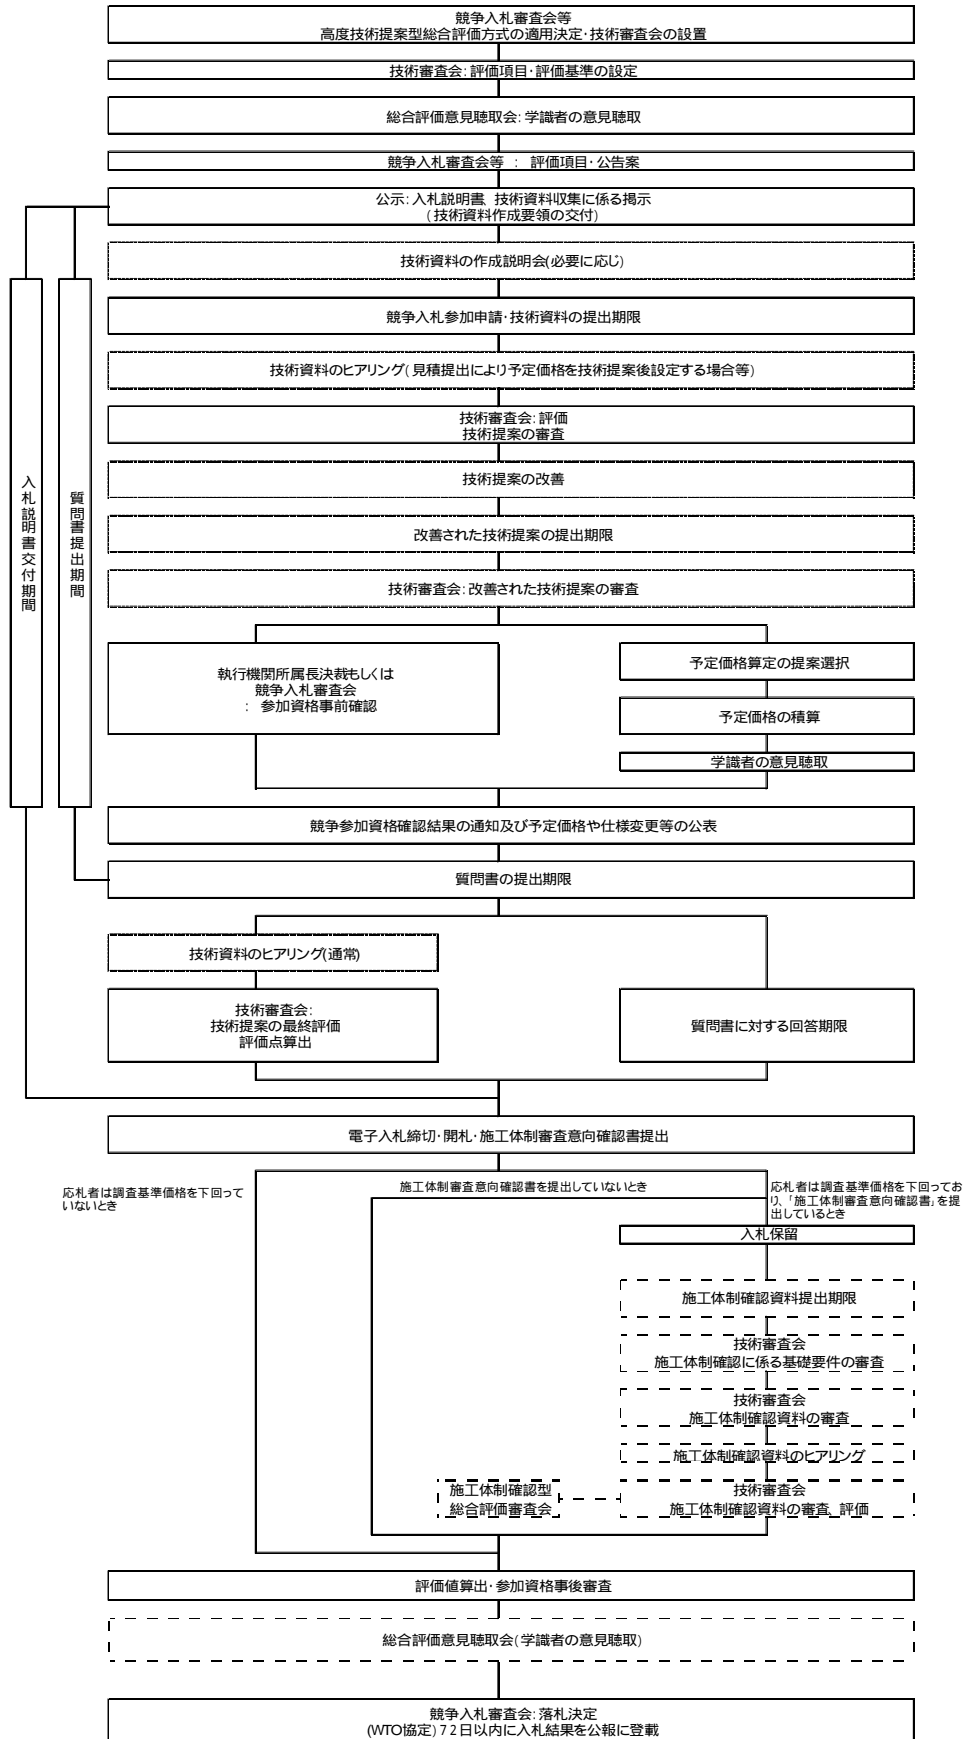 競争入札審査会等
高度技術提案型総合評価方式の適用決定・技術審査会の設置
技術審査会: 評価項目・評価基準の設定
総合評価意見聴取会: 学識者の意見聴取
競争入札審査会等 : 評価項目・公告案
公示: 入札説明書、技術資料収集に係る掲示
(技術資料作成要領の交付)
技術資料の作成説明会(必要に応じ)
競争入札参加申請・技術資料の提出期限
技術資料のヒアリング(見積提出により予定価格を技術提案後設定する場合等)
技術審査会: 評価
技術提案の審査
入札説明書交付期間
質問書提出期間
技術提案の改善
改善された技術提案の提出期限
技術審査会: 改善された技術提案の審査
執行機関所属長決裁もしくは
競争入札審査会
: 参加資格事前確認
予定価格算定の提案選択
予定価格の積算
学識者の意見聴取
競争参加資格確認結果の通知及び予定価格や仕様変更等の公表
質問書の提出期限
技術資料のヒアリング(通常)
技術審査会:
技術提案の最終評価
評価点算出
質問書に対する回答期限
電子入札締切・開札・施工体制審査意向確認書提出
応札者は調査基準価格を下回って
いないとき
施工体制審査意向確認書を提出していないとき
応札者は調査基準価格を下回ってお
り、「施工体制審査意向確認書」を提
出しているとき
入札保留
施工体制確認資料提出期限
技術審査会
施工体制確認に係る基礎要件の審査
技術審査会
施工体制確認資料の審査
施工体制確認資料のヒアリング
施工体制確認型
総合評価審査会
技術審査会
施工体制確認資料の審査、評価
評価値算出・参加資格事後審査
総合評価意見聴取会(学識者の意見聴取)
競争入札審査会: 落札決定
(WTO協定)72日以内に入札結果を公報に登載